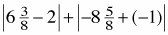 |6 3/8 − 2| + |−8 5/8 + (−1)|